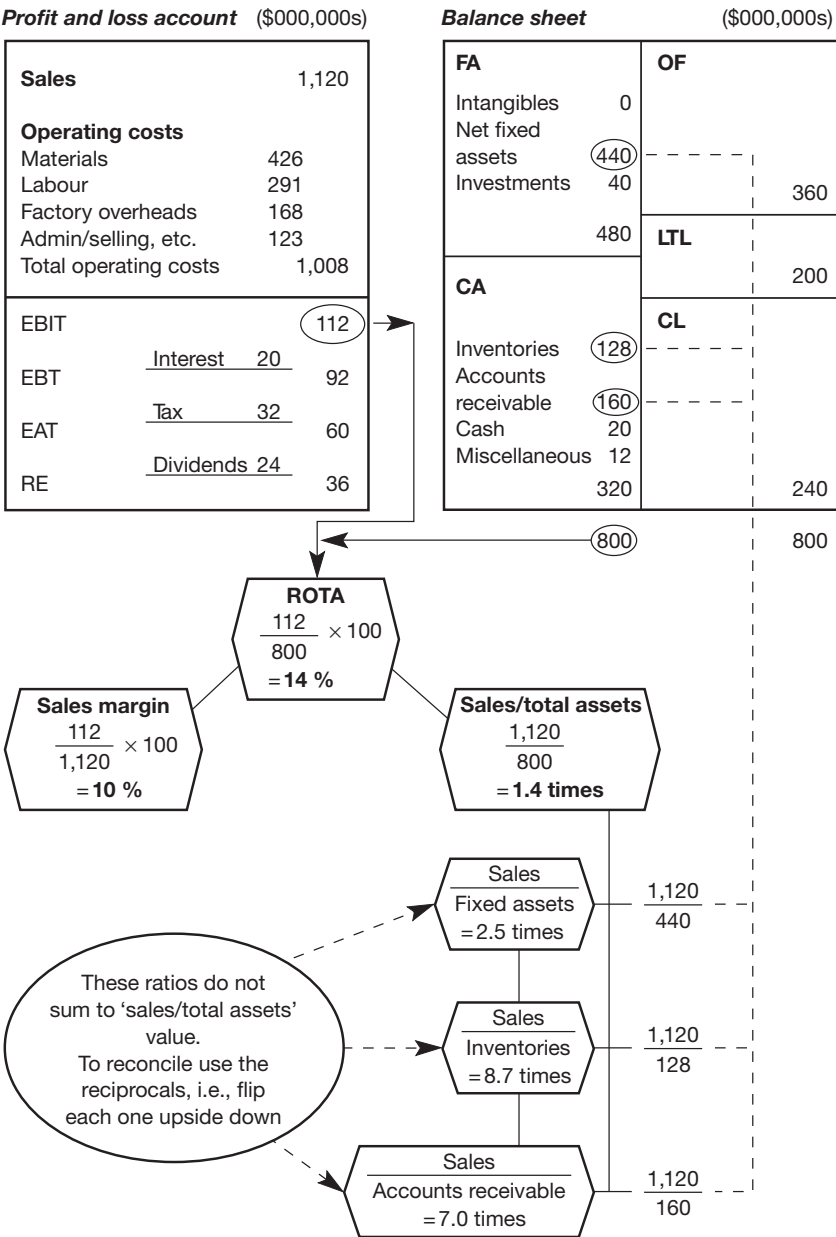 Profit and loss account ($000,000s)
Sales 1,120
Operating costs
Materials 426
Labour 291
Factory overheads 168
Admin/selling, etc. 123
Total operating costs 1,008
EBIT 112
Interest 20
EBT 92
Tax 32
EAT 60
Dividends 24
RE 36
Balance sheet ($000,000s)
FA
Intangibles 0
Net fixed
assets 440
Investments 40
480
CA
Inventories 128
Accounts
receivable 160
Cash 20
Miscellaneous 12
320
OF
360
LTL
200
CL
240
800 800
ROTA
112
800
× 100
= 14 %
Sales margin
112
1,120
× 100
= 10 %
Sales/total assets
1,120
800
= 1.4 times
Sales
Fixed assets
= 2.5 times
1,120
440
These ratios do not
sum to ‘sales/total assets’
value.
To reconcile use the
reciprocals, i.e., flip
each one upside down
Sales
Inventories
= 8.7 times
1,120
128
Sales
Accounts receivable
= 7.0 times
1,120
160